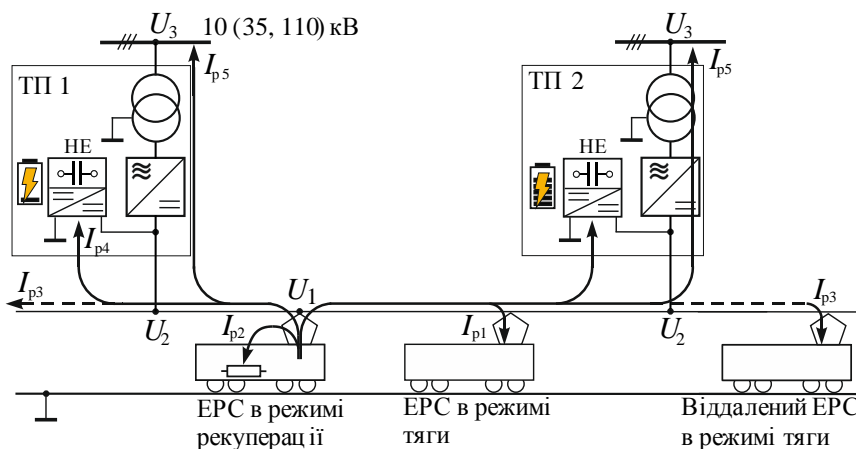 U3 10 (35, 110) кВ U3
Iр5 Iр5
ТП 1 ТП 2
НЕ НЕ
Iр4
Iр3 U1 Iр3
U2 Iр2 Iр1 U2
ЕРС в режимі ЕРС в режимі Віддалений ЕРС
рекуперації тяги в режимі тяги